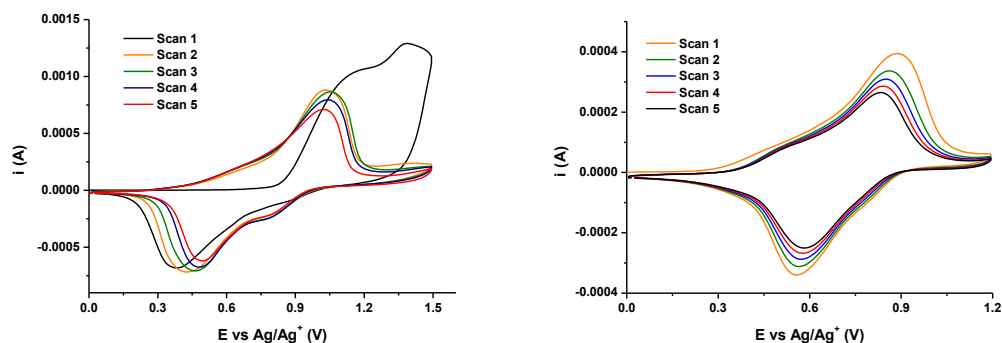 0.0015
0.0010
0.0005
0.0000
-0.0005
i (A)
Scan 1
Scan 2
Scan 3
Scan 4
Scan 5
0.0
0.3
0.6
0.9
1.2
1.5
E vs Ag/Ag⁺ (V)
0.0004
0.0002
0.0000
-0.0002
-0.0004
i (A)
Scan 1
Scan 2
Scan 3
Scan 4
Scan 5
0.0
0.3
0.6
0.9
1.2
E vs Ag/Ag⁺ (V)